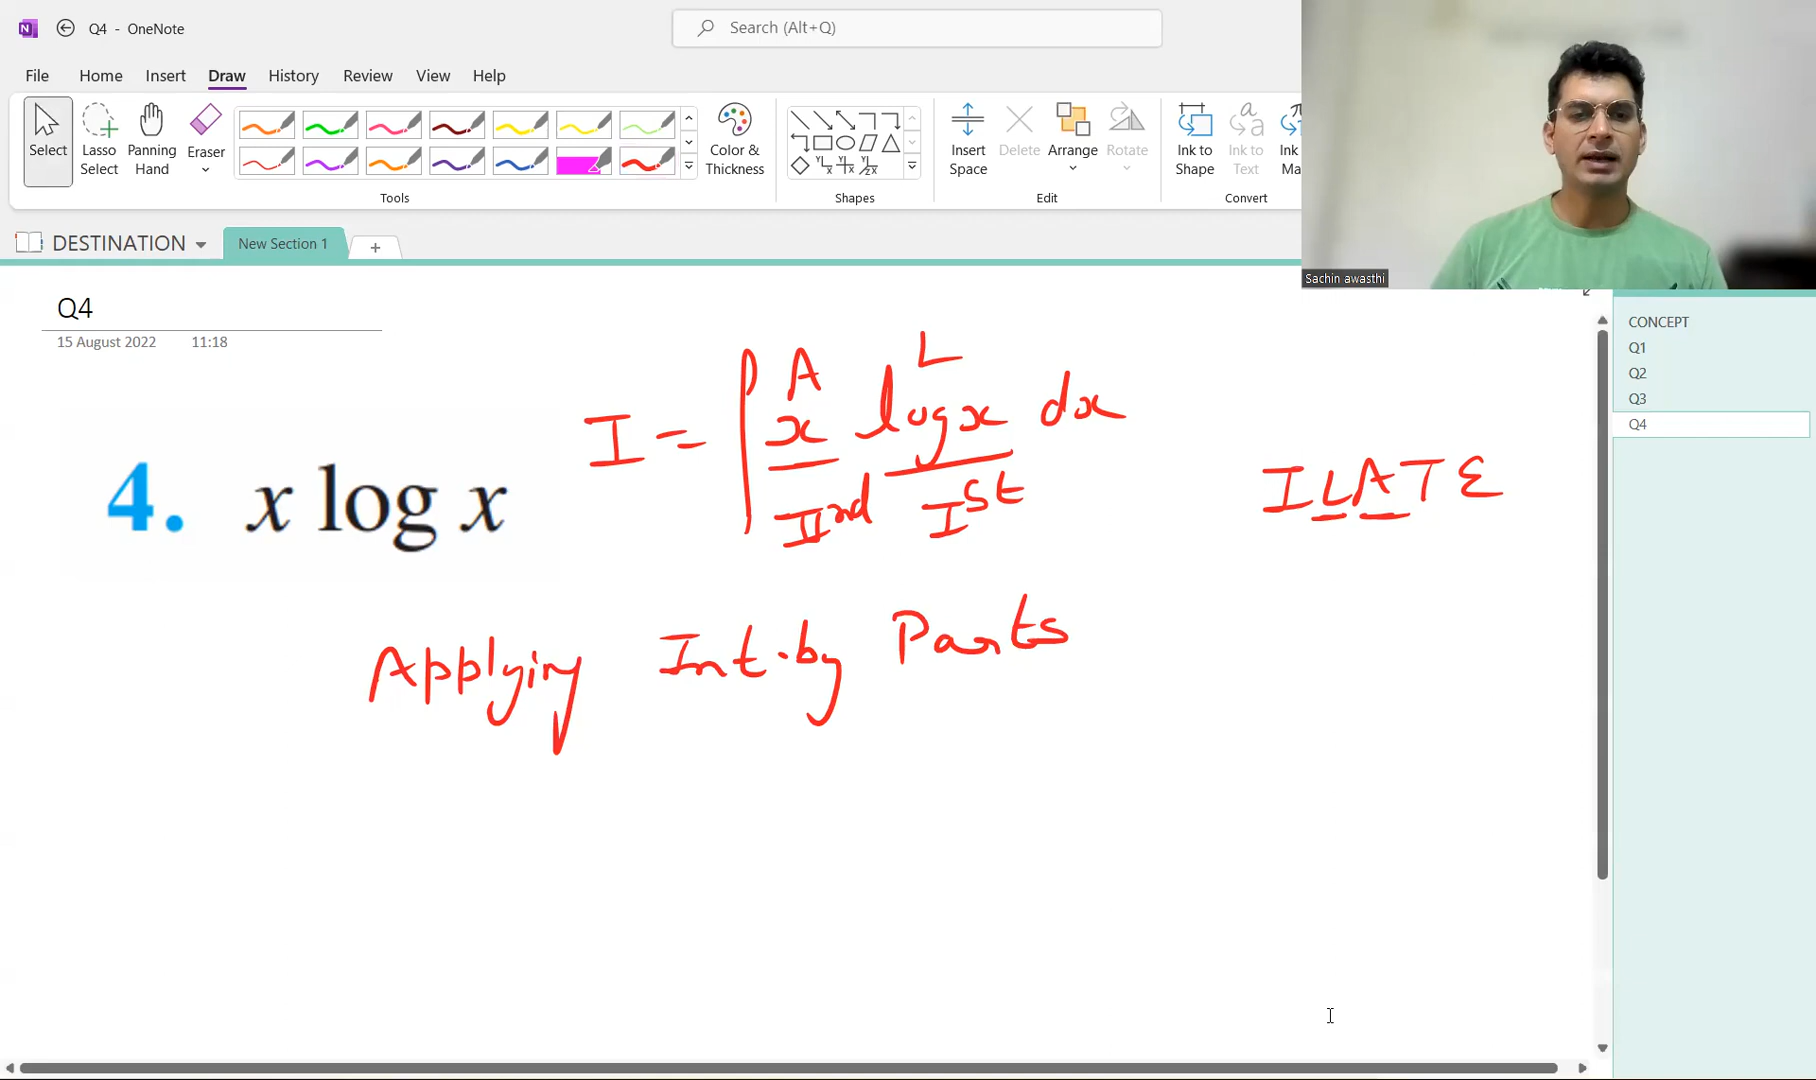 Q4 - OneNote
Search (Alt+Q)
File Home Insert Draw History Review View Help
Select
Lasso Select
Panning Hand
Eraser
Color & Thickness
Insert Space
Delete
Arrange
Rotate
Ink to Shape
Ink to Text
Ink Ma
Tools
Shapes
Edit
Convert
Sachin awasthi
DESTINATION
New Section 1
+
Q4
15 August 2022 11:18
CONCEPT
Q1
Q2
Q3
Q4
A L
I = ∫ x log x dx
IInd Ist
ILATE
4. x log x
Applying Int. by Parts